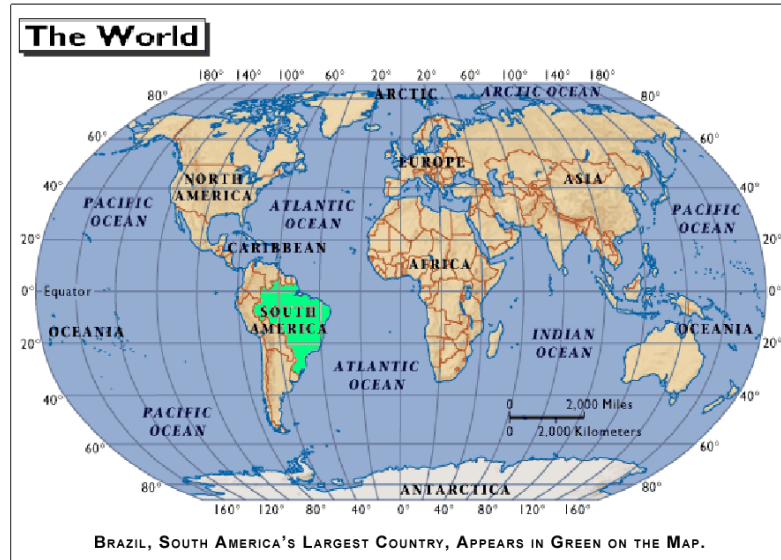 The World
180° 140° 100° 60° 20° 20° 60° 100° 140° 180°
ARCTIC
ARCTIC OCEAN
80°
80°
60°
60°
EUROPE
NORTH
AMERICA
ASIA
40°
40°
PACIFIC
OCEAN
ATLANTIC
OCEAN
PACIFIC
OCEAN
20°
20°
CARIBBEAN
AFRICA
0°
Equator
0°
SOUTH
AMERICA
OCEANIA
INDIAN
OCEAN
OCEANIA
20°
20°
ATLANTIC
OCEAN
0 2,000 Miles
0 2,000 Kilometers
40°
40°
PACIFIC
OCEAN
60°
60°
80°
80°
ANTARCTICA
160° 120° 80° 40° 0° 40° 80° 120° 160°
Brazil, South America's Largest Country, Appears in Green on the Map.